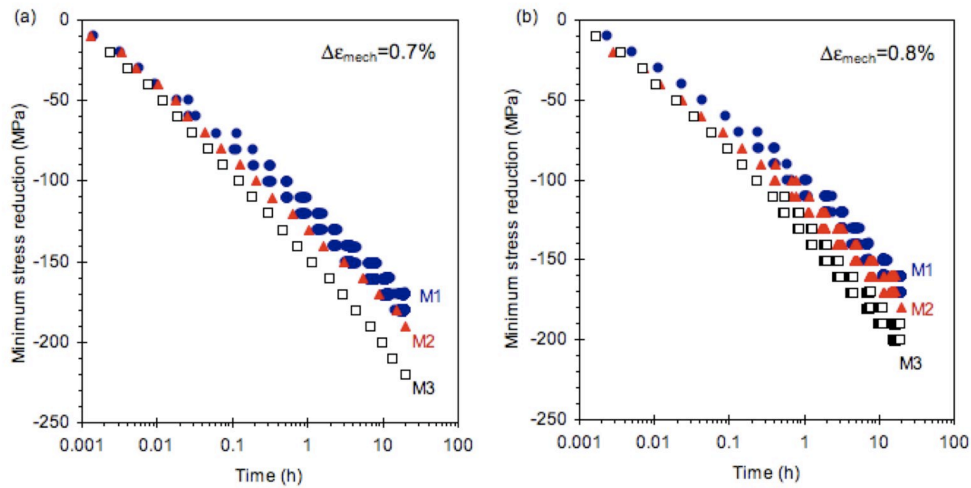 (a)
Δεmech=0.7%
Minimum stress reduction (MPa)
0
-50
-100
-150
-200
-250
M1
M2
M3
0.001 0.01 0.1 1 10 100
Time (h)
(b)
Δεmech=0.8%
Minimum stress reduction (MPa)
0
-50
-100
-150
-200
-250
M1
M2
M3
0.001 0.01 0.1 1 10 100
Time (h)